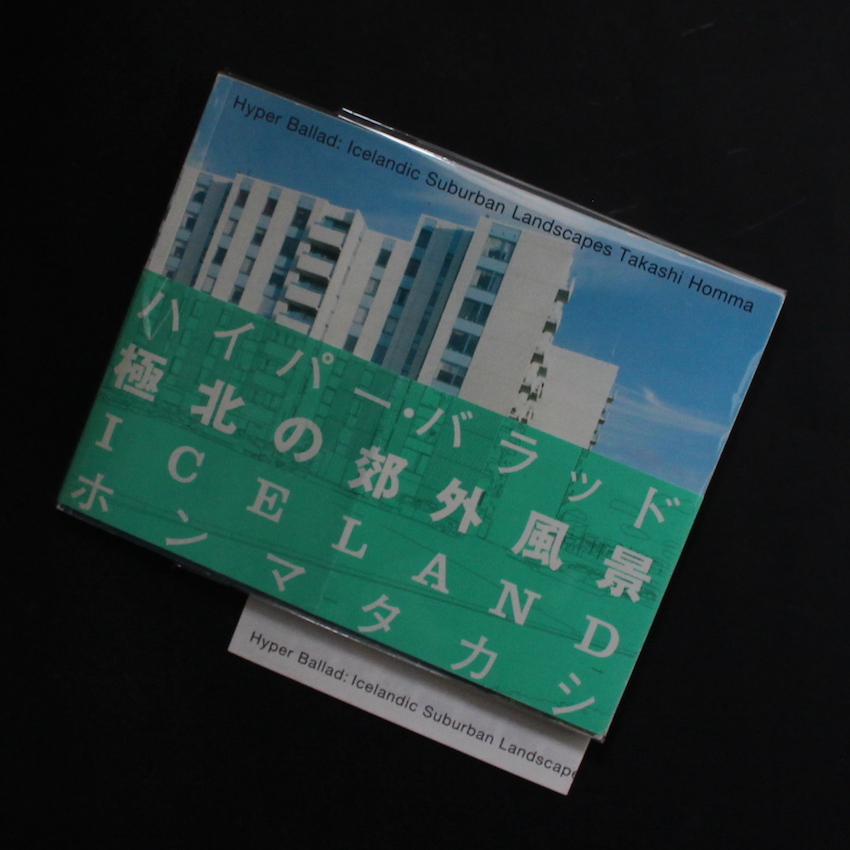 Hyper Ballad: Icelandic Suburban Landscapes Takashi Homma
ハイパー・バラッド
極北の郊外風景
ICELAND
ホンマタカシ
Hyper Ballad: Icelandic Suburban Landscape